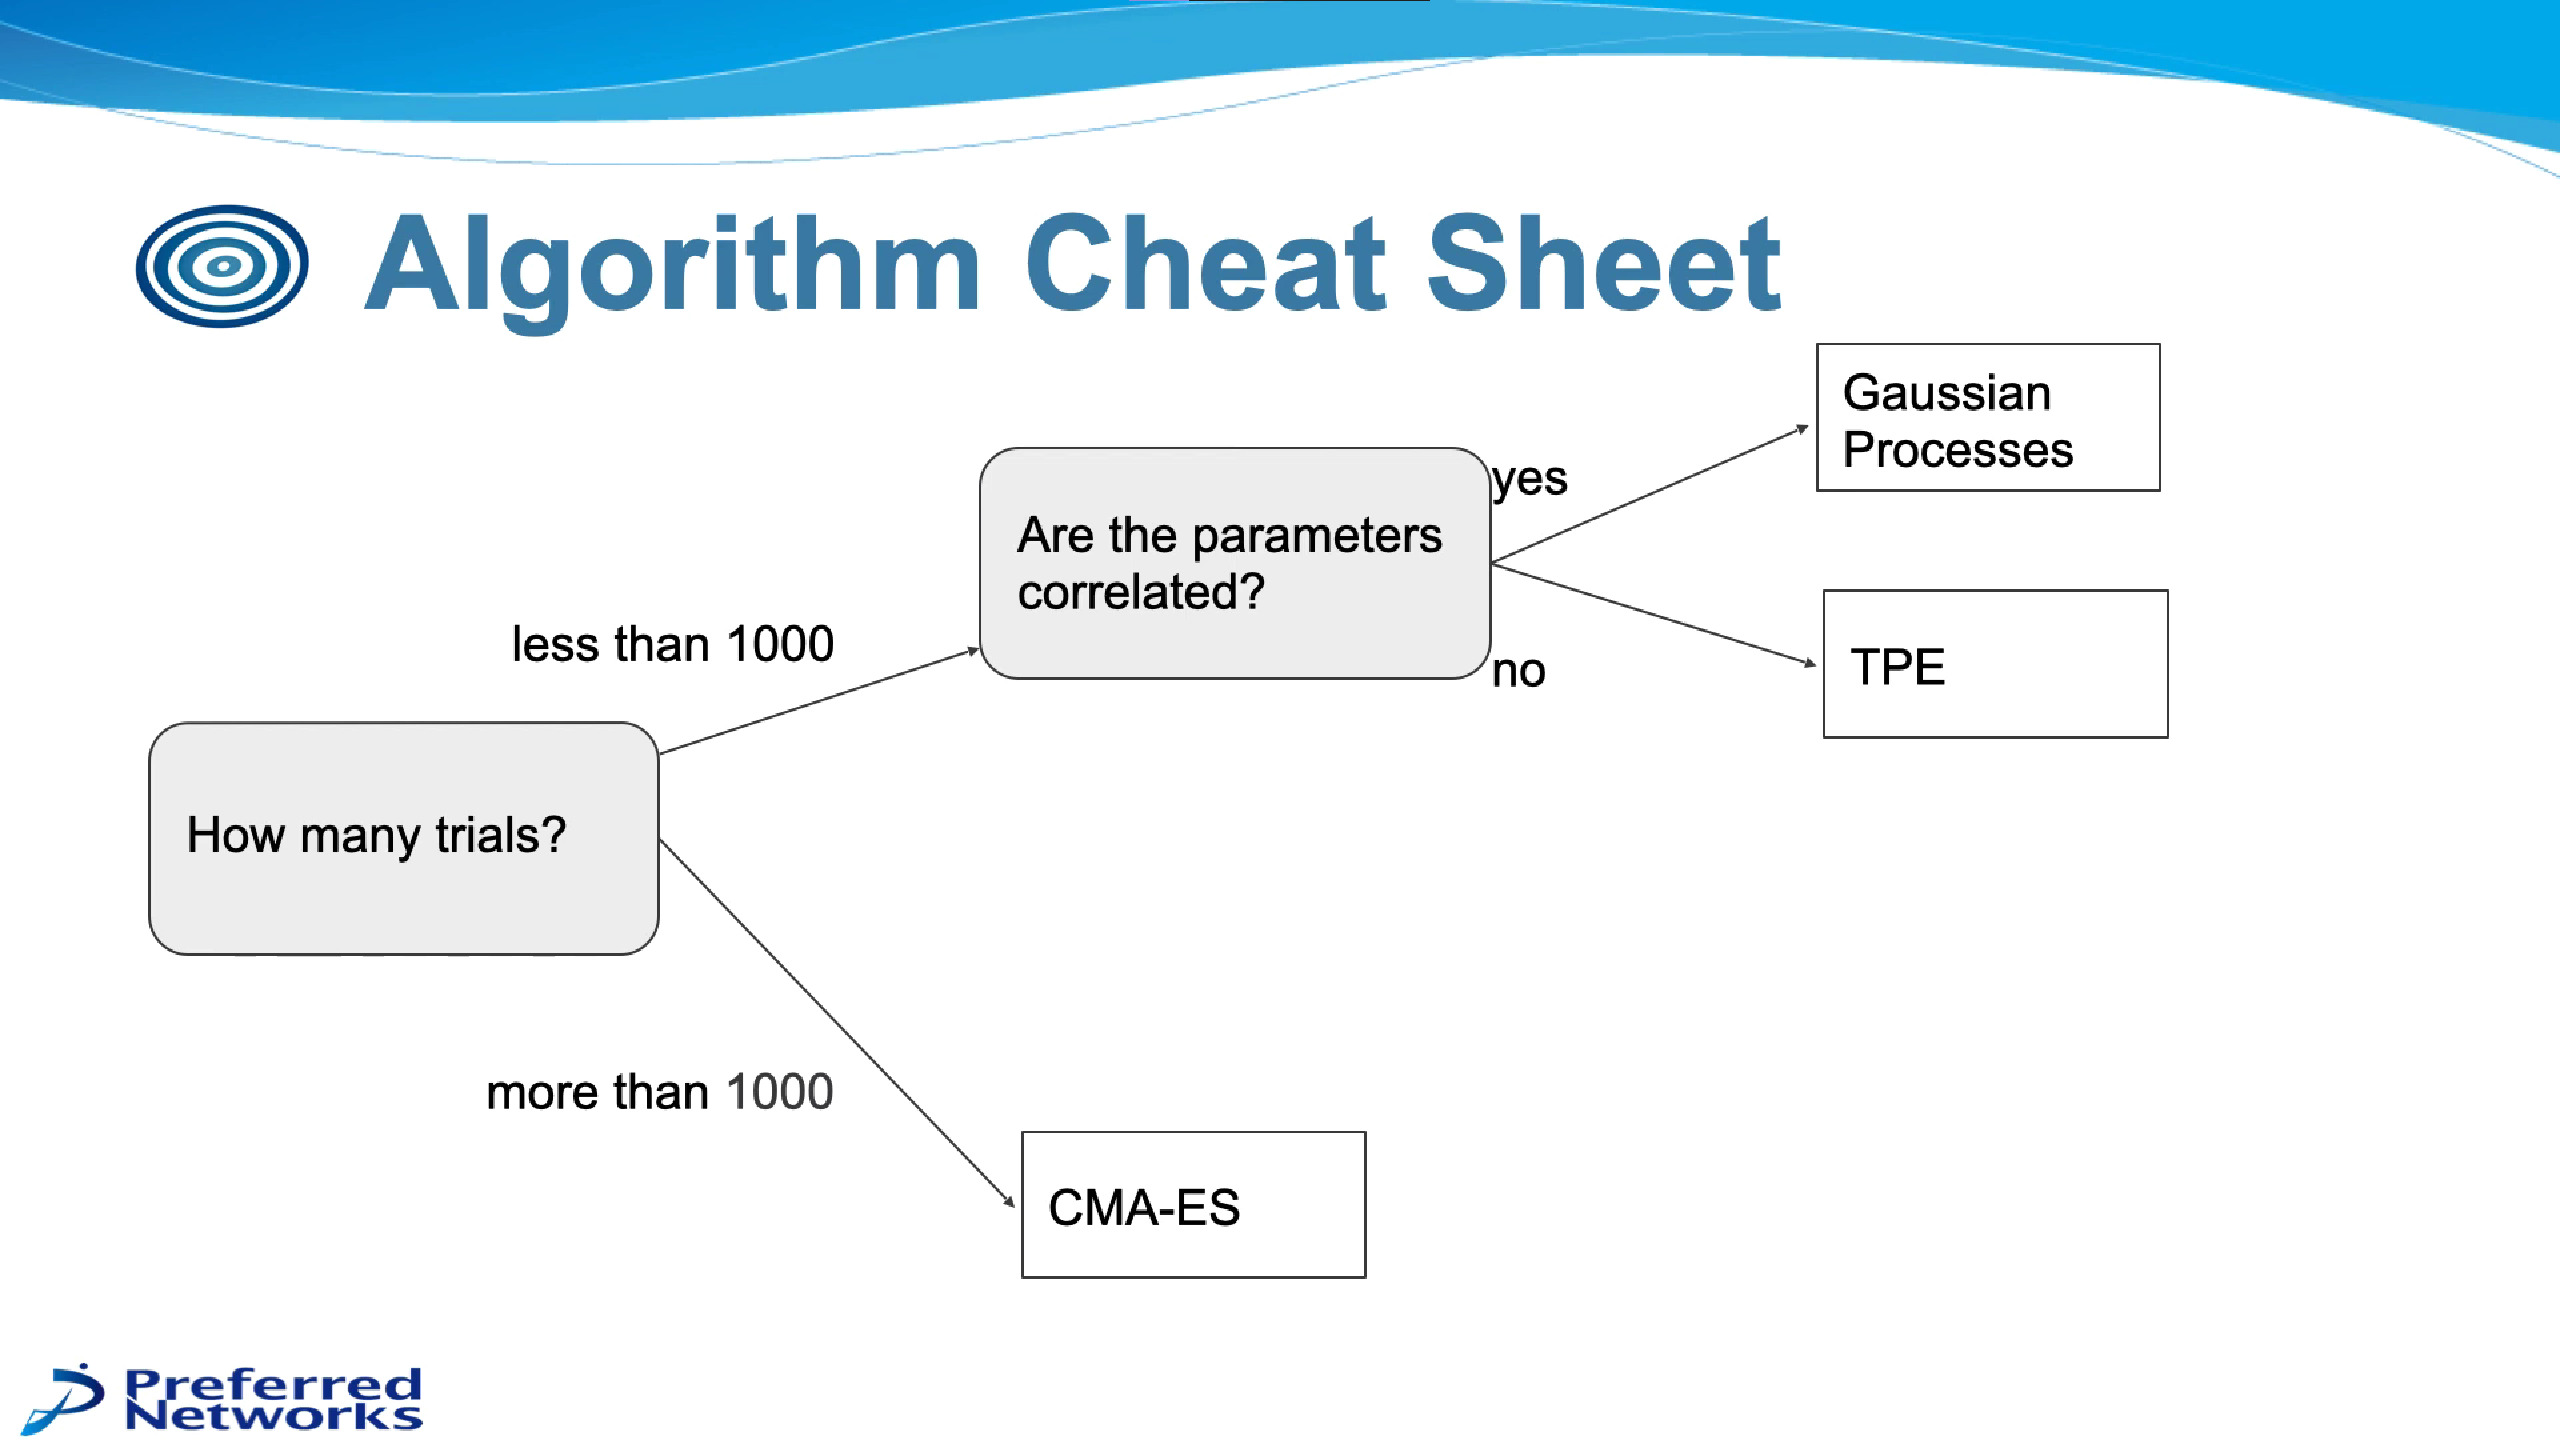 Algorithm Cheat Sheet
Gaussian
Processes
yes
Are the parameters
correlated?
less than 1000
TPE
no
How many trials?
more than 1000
CMA-ES
Preferred
Networks